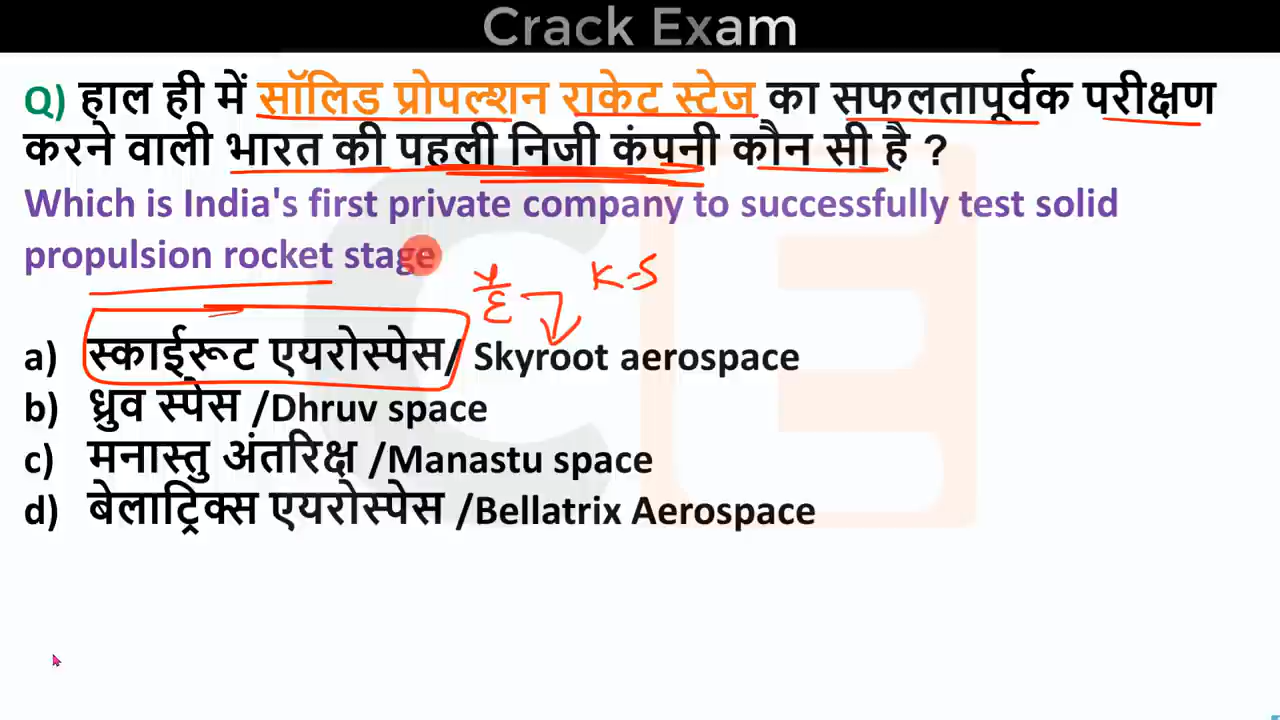 Crack Exam
Q) हाल ही में सॉलिड प्रोपल्शन राकेट स्टेज का सफलतापूर्वक परीक्षण
करने वाली भारत की पहली निजी कंपनी कौन सी है ?
Which is India's first private company to successfully test solid
propulsion rocket stage
K-5
a) स्काईरूट एयरोस्पेस/ Skyroot aerospace
b) ध्रुव स्पेस /Dhruv space
c) मनास्तु अंतरिक्ष /Manastu space
d) बेलाट्रिक्स एयरोस्पेस /Bellatrix Aerospace